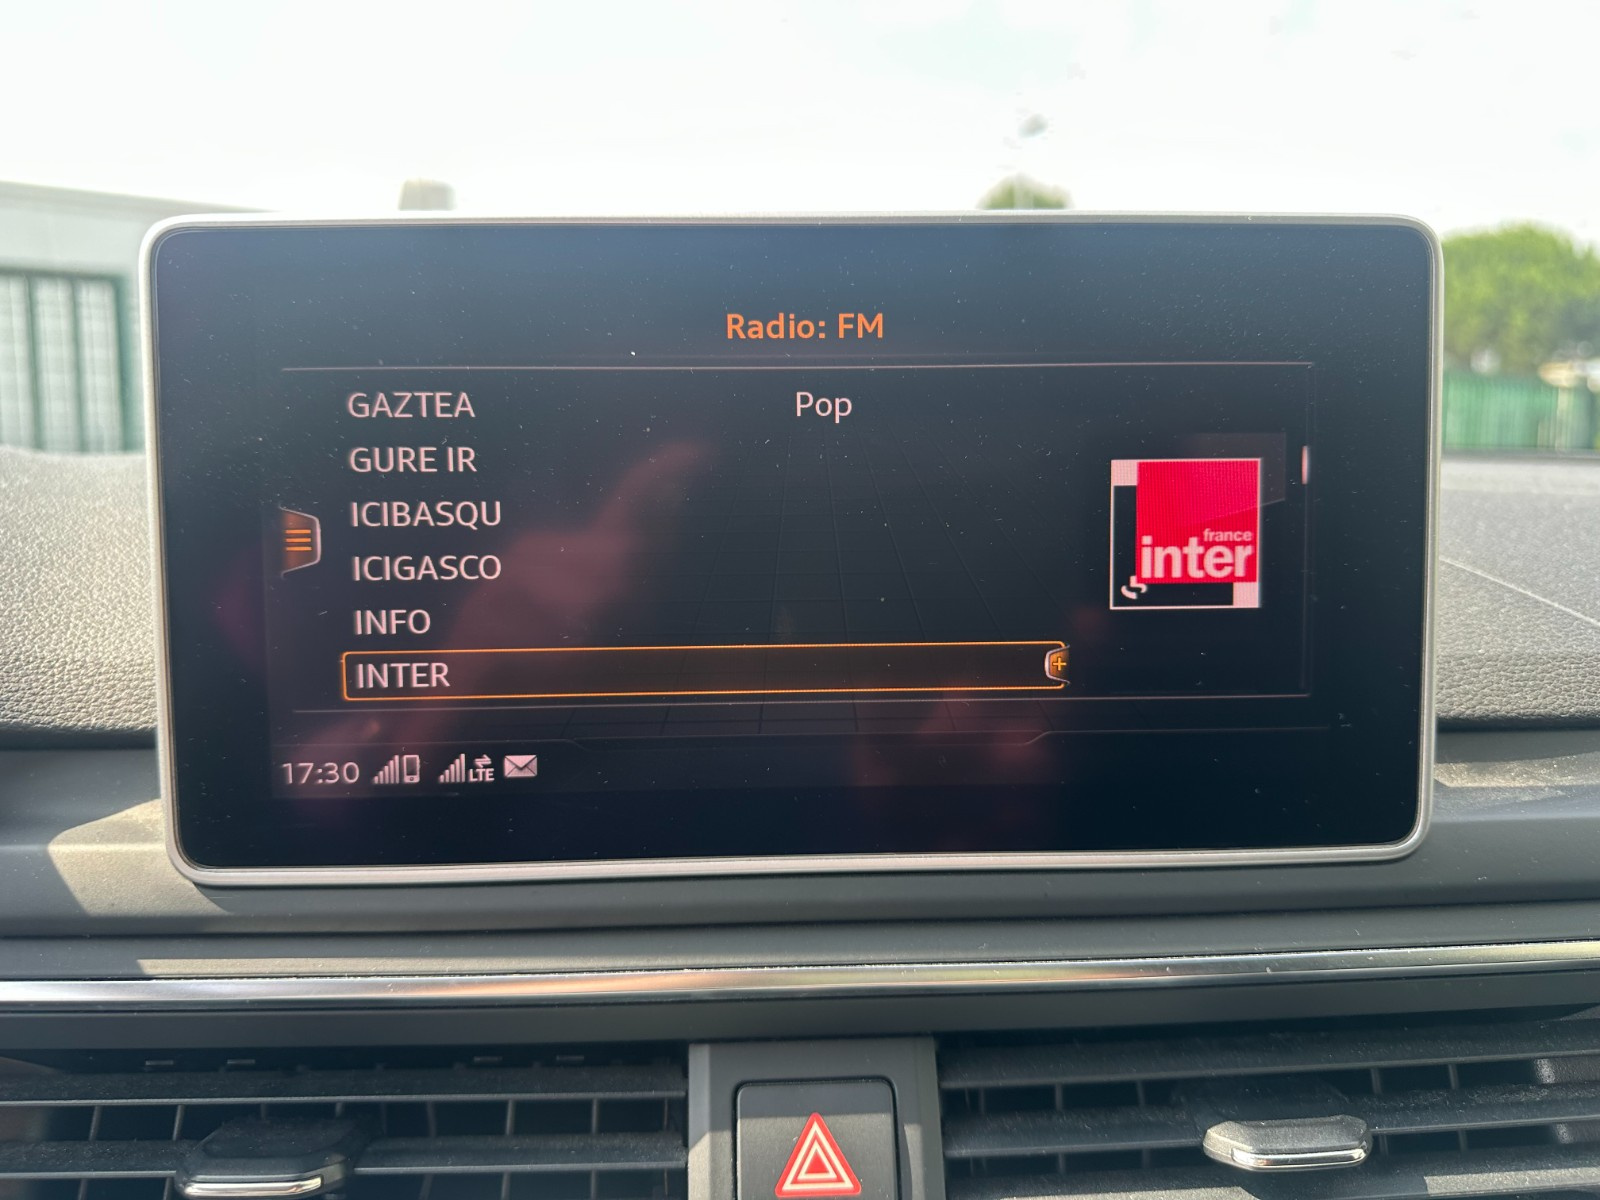 Radio: FM
GAZTEA Pop
GURE IR
ICIBASQU
ICIGASCO
INFO
INTER
france
inter
17:30 LTE